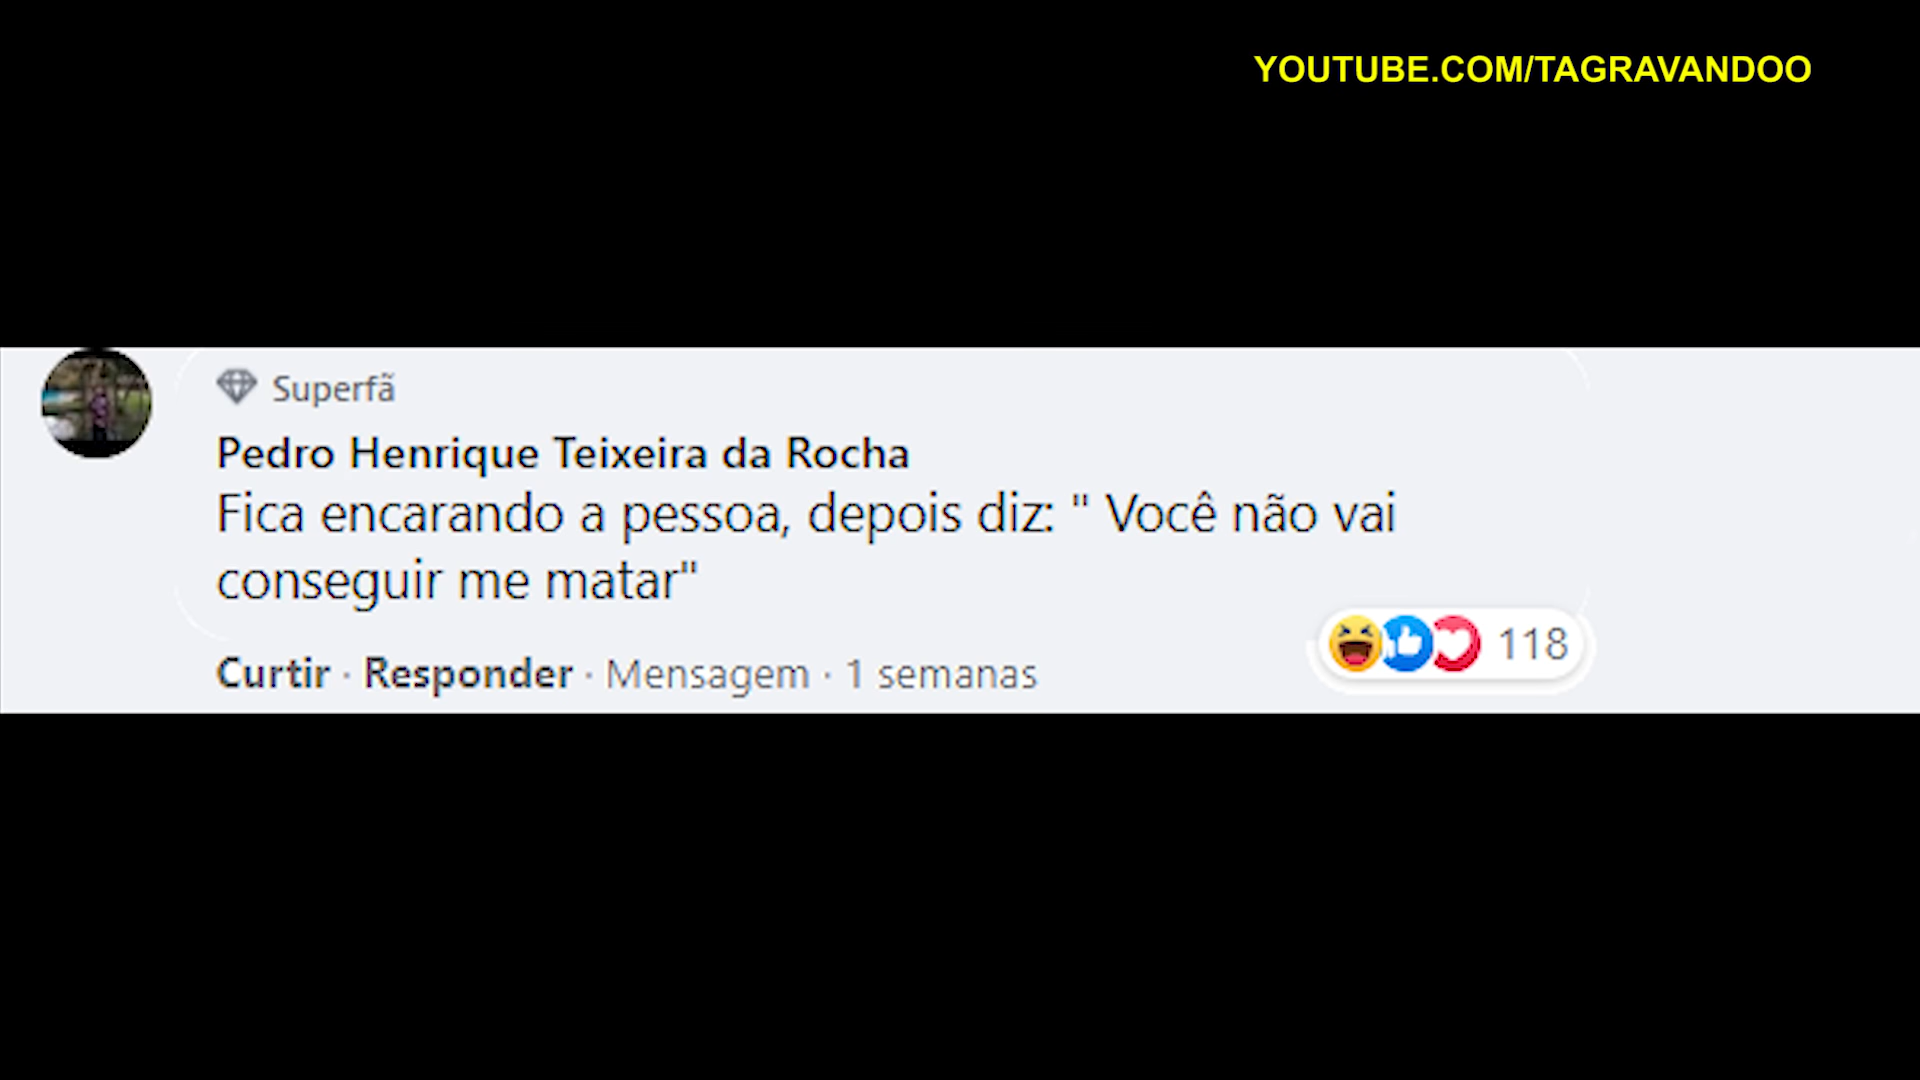 YOUTUBE.COM/TAGRAVANDOO
Superfã
Pedro Henrique Teixeira da Rocha
Fica encarando a pessoa, depois diz: " Você não vai
conseguir me matar"
118
Curtir · Responder · Mensagem · 1 semanas